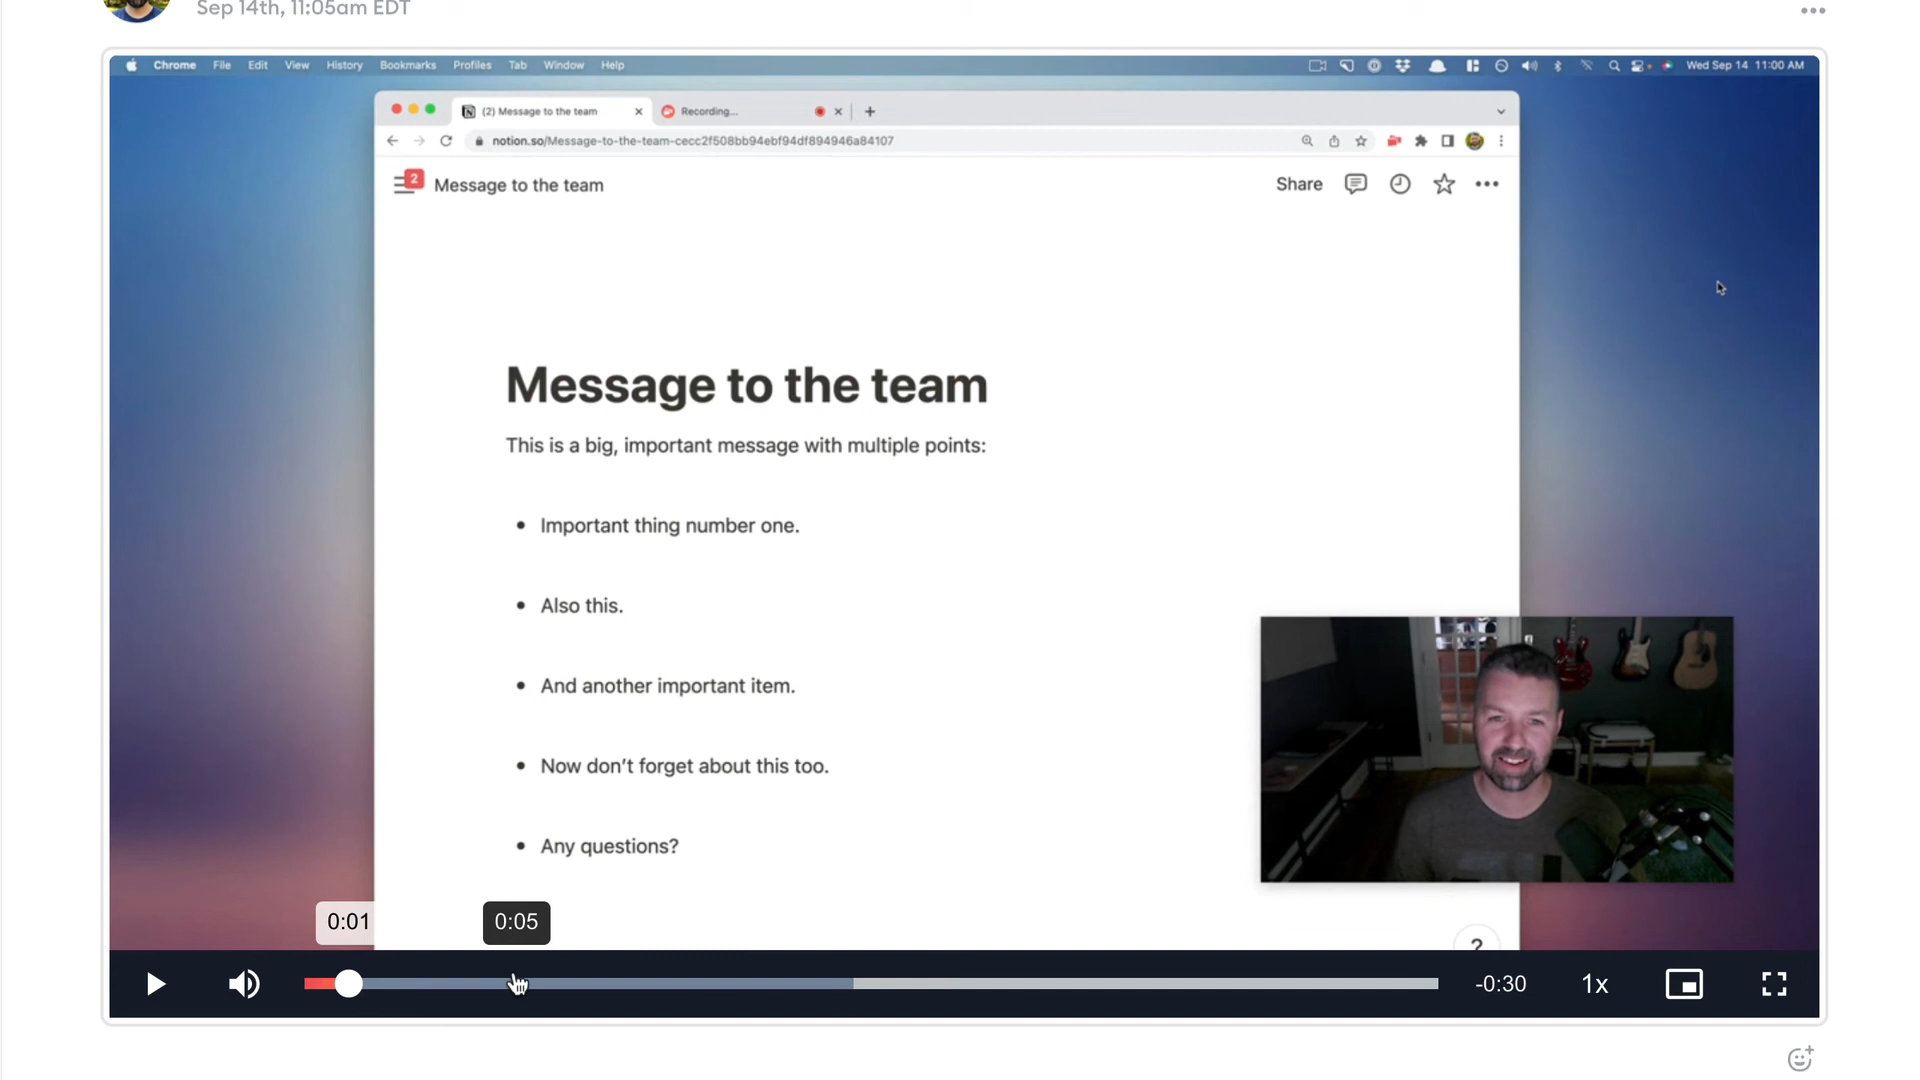 Sep 14th, 11:05am EDT
Chrome File Edit View History Bookmarks Profiles Tab Window Help Wed Sep 14 11:00 AM
(2) Message to the team Recording...
notion.so/Message-to-the-team-cecc2f508bb94ebf94df894946a84107
2 Message to the team Share
Message to the team
This is a big, important message with multiple points:
• Important thing number one.
• Also this.
• And another important item.
• Now don’t forget about this too.
• Any questions?
0:01 0:05
?
-0:30 1x